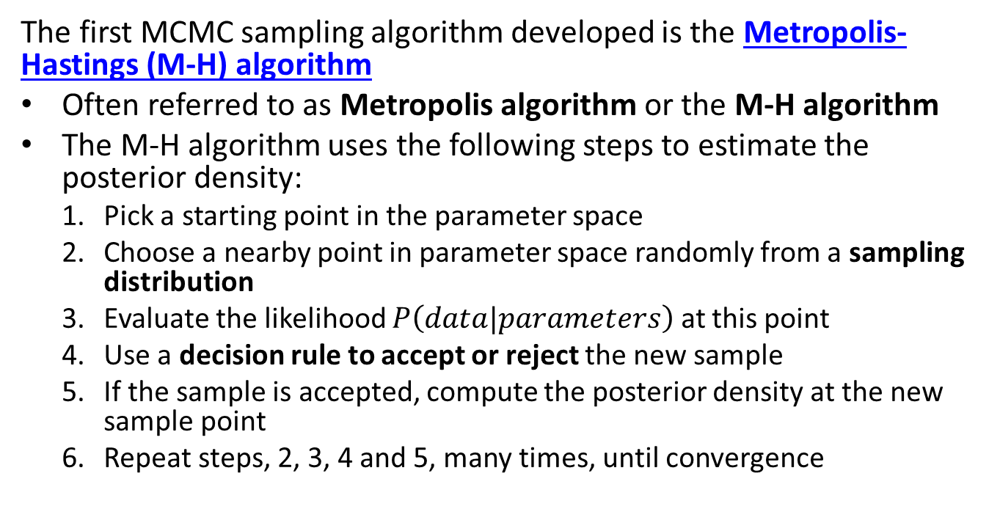 The first MCMC sampling algorithm developed is the Metropolis-
Hastings (M-H) algorithm
• Often referred to as Metropolis algorithm or the M-H algorithm
• The M-H algorithm uses the following steps to estimate the
posterior density:
1. Pick a starting point in the parameter space
2. Choose a nearby point in parameter space randomly from a sampling
distribution
3. Evaluate the likelihood P(data|parameters) at this point
4. Use a decision rule to accept or reject the new sample
5. If the sample is accepted, compute the posterior density at the new
sample point
6. Repeat steps, 2, 3, 4 and 5, many times, until convergence